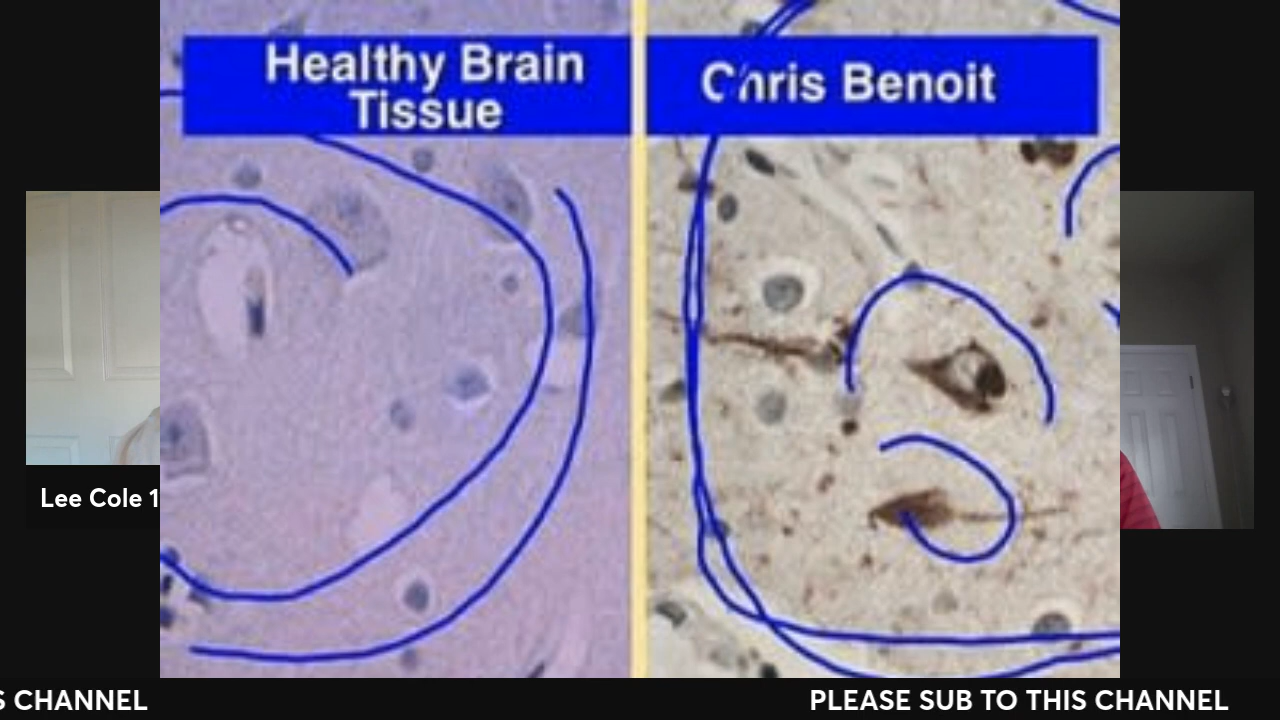 Healthy Brain
Tissue
Chris Benoit
Lee Cole 1
S CHANNEL
PLEASE SUB TO THIS CHANNEL